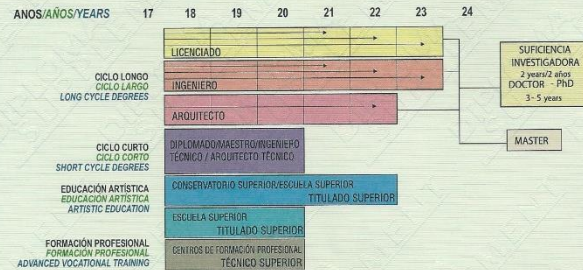 ANOS/AÑOS/YEARS 17 18 19 20 21 22 23 24
LICENCIADO
CICLO LONGO
CICLO LARGO
LONG CYCLE DEGREES
INGENIERO
ARQUITECTO
SUFICIENCIA
INVESTIGADORA
2 years/2 años
DOCTOR - PhD
3- 5 years
MASTER
CICLO CURTO
CICLO CORTO
SHORT CYCLE DEGREES
DIPLOMADO/MAESTRO/INGENIERO
TÉCNICO / ARQUITECTO TÉCNICO
EDUCACIÓN ARTÍSTICA
EDUCACIÓN ARTÍSTICA
ARTISTIC EDUCATION
CONSERVATORIO SUPERIOR/ESCUELA SUPERIOR
TITULADO SUPERIOR
ESCUELA SUPERIOR
TITULADO SUPERIOR
FORMACIÓN PROFESIONAL
FORMACIÓN PROFESIONAL
ADVANCED VOCATIONAL TRAINING
CENTROS DE FORMACIÓN PROFESIONAL
TÉCNICO SUPERIOR